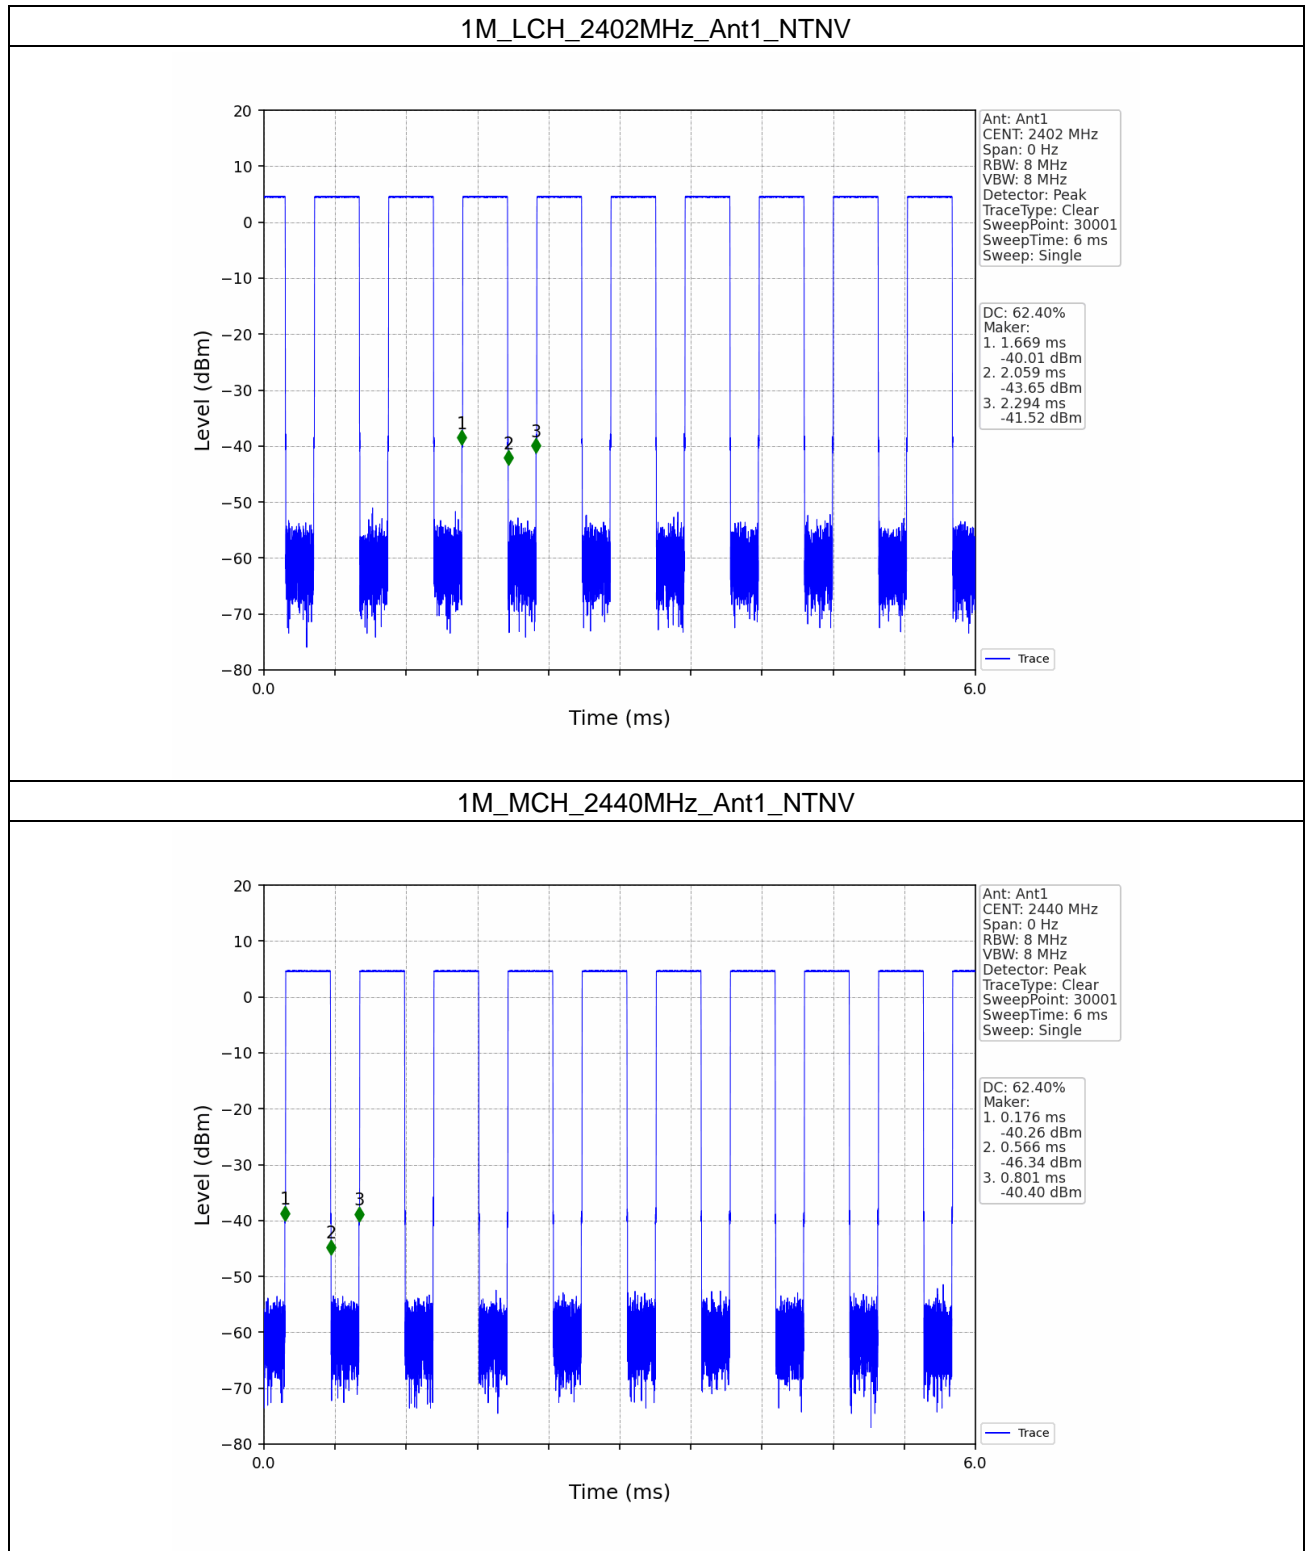 1M_LCH_2402MHz_Ant1_NTNV
20
10
0
−10
−20
−30
−40
−50
−60
−70
−80
Level (dBm)
1
2
3
0.0
6.0
Time (ms)
Ant: Ant1
CENT: 2402 MHz
Span: 0 Hz
RBW: 8 MHz
VBW: 8 MHz
Detector: Peak
TraceType: Clear
SweepPoint: 30001
SweepTime: 6 ms
Sweep: Single
DC: 62.40%
Maker:
1. 1.669 ms
-40.01 dBm
2. 2.059 ms
-43.65 dBm
3. 2.294 ms
-41.52 dBm
Trace
1M_MCH_2440MHz_Ant1_NTNV
20
10
0
−10
−20
−30
−40
−50
−60
−70
−80
Level (dBm)
1
2
3
0.0
6.0
Time (ms)
Ant: Ant1
CENT: 2440 MHz
Span: 0 Hz
RBW: 8 MHz
VBW: 8 MHz
Detector: Peak
TraceType: Clear
SweepPoint: 30001
SweepTime: 6 ms
Sweep: Single
DC: 62.40%
Maker:
1. 0.176 ms
-40.26 dBm
2. 0.566 ms
-46.34 dBm
3. 0.801 ms
-40.40 dBm
Trace